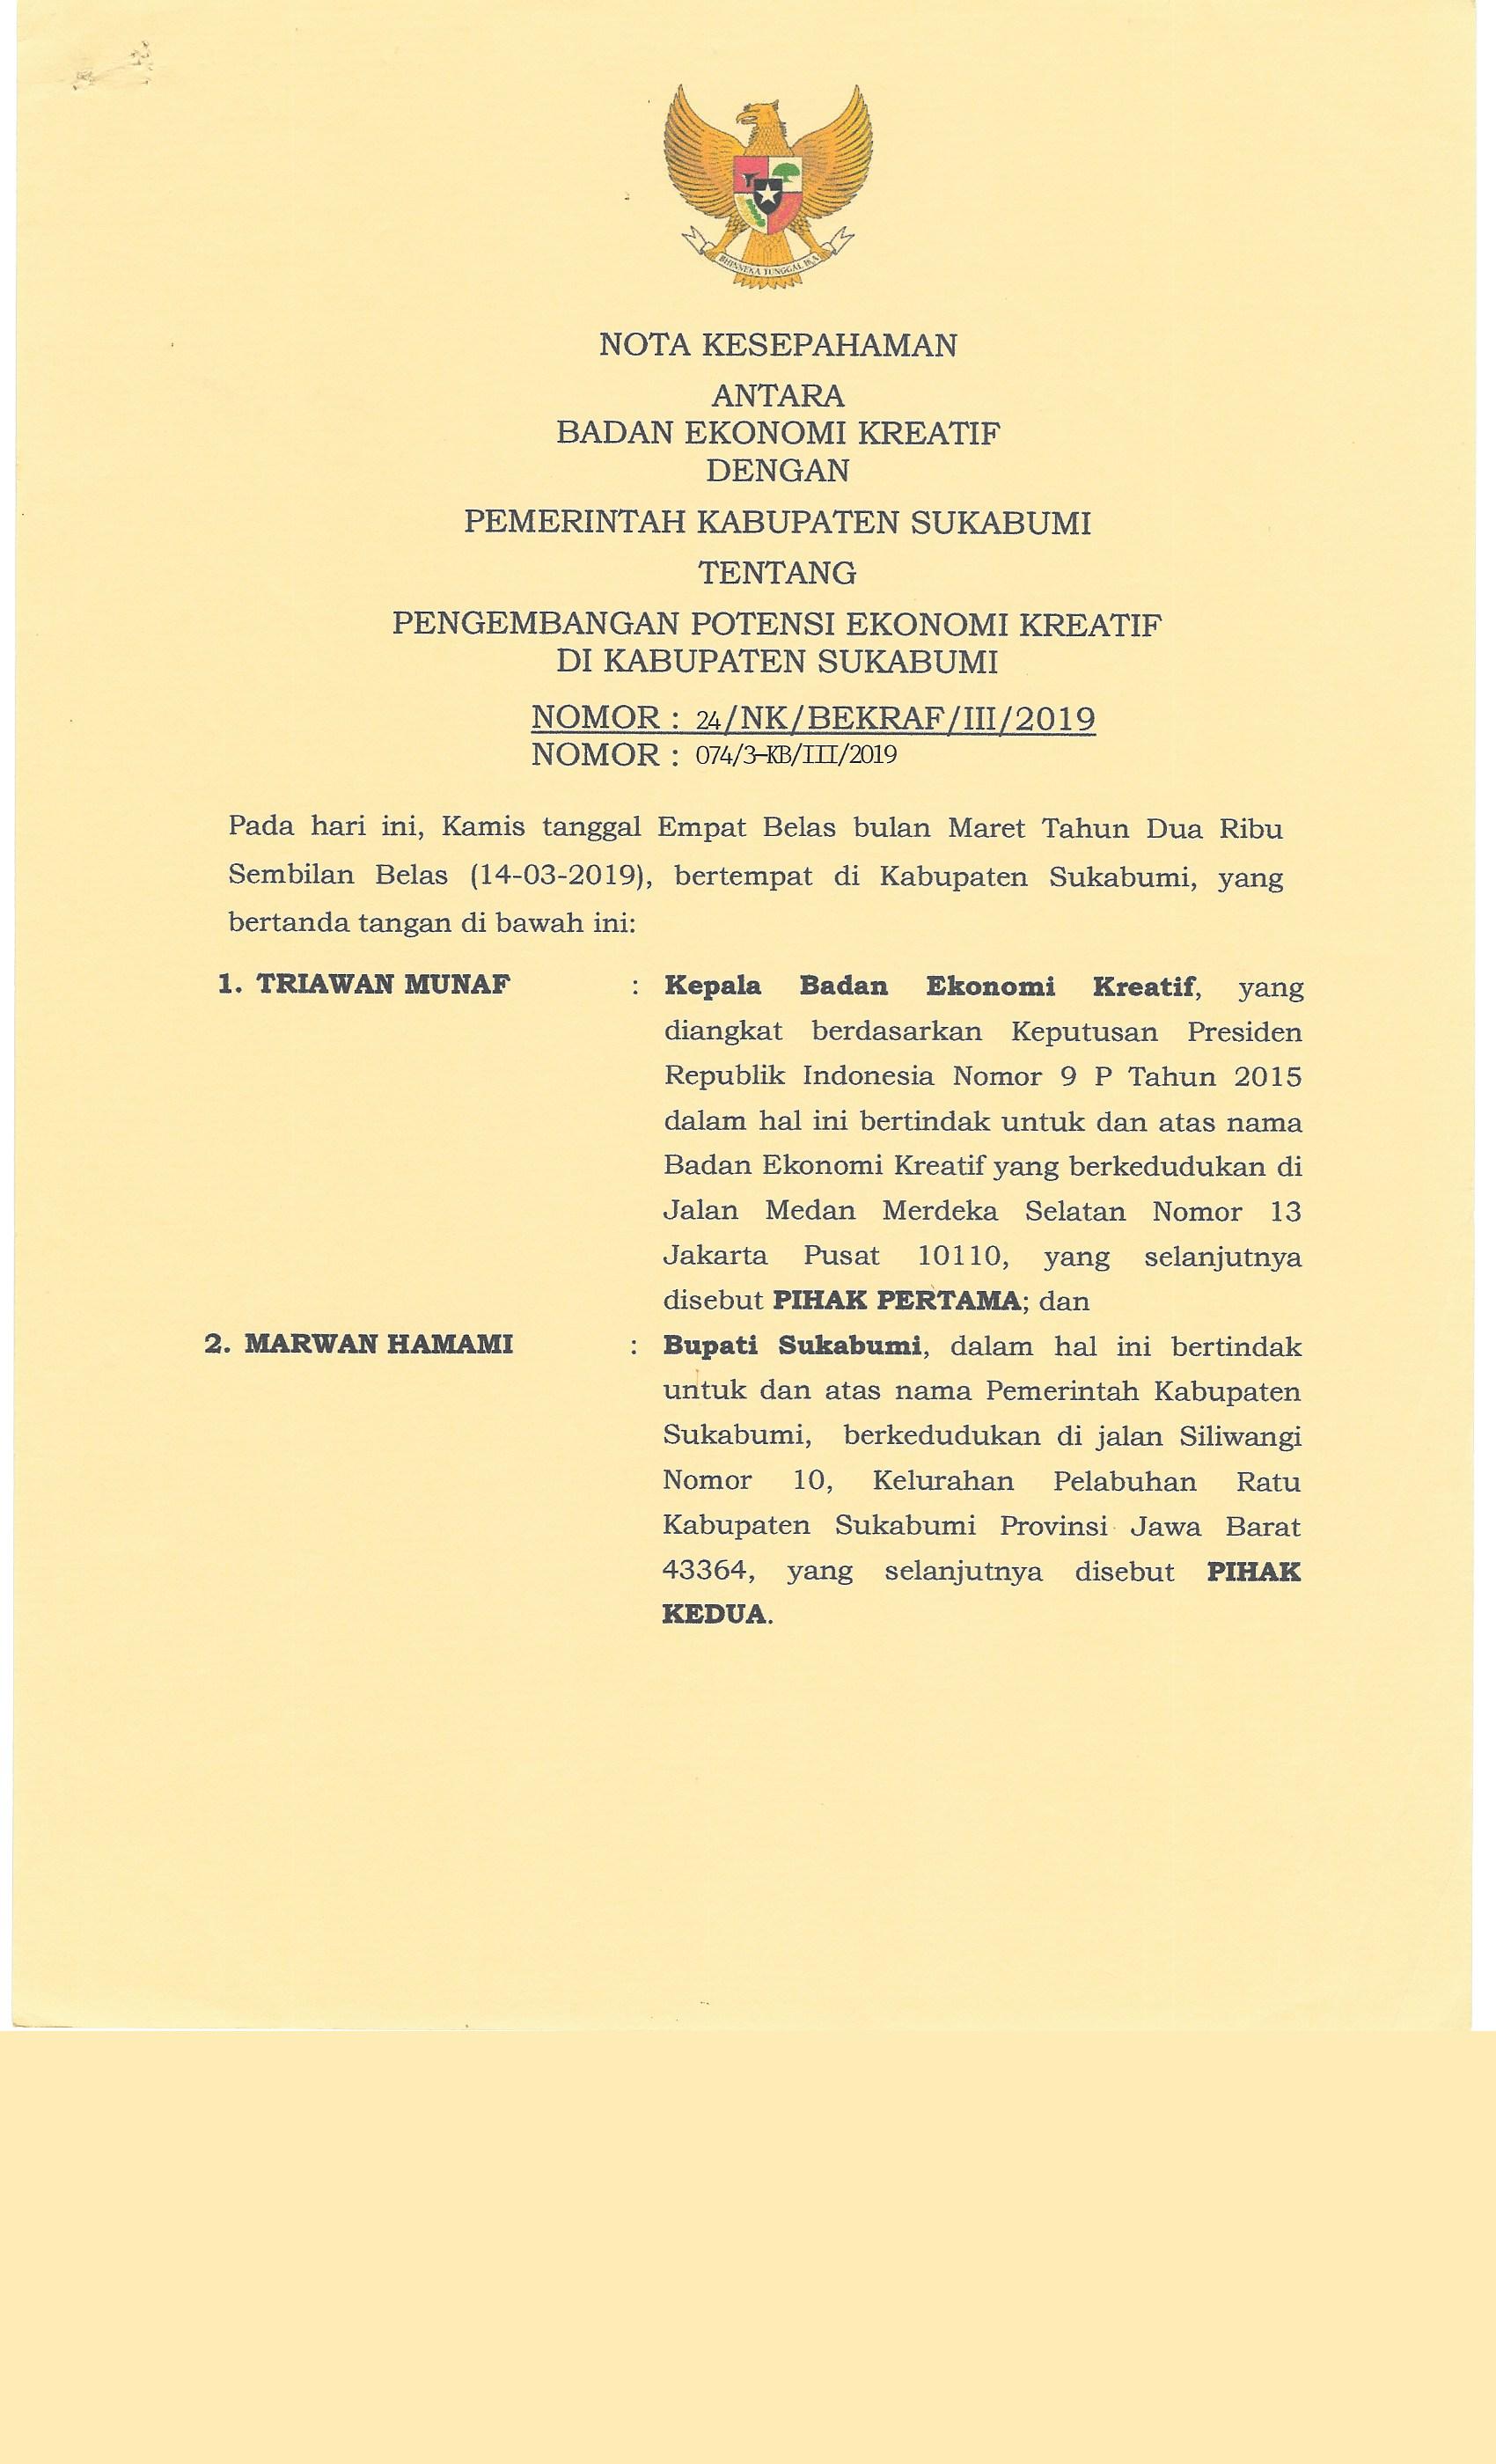 BHINNEKA TUNGGAL IKA
NOTA KESEPAHAMAN
ANTARA
BADAN EKONOMI KREATIF
DENGAN
PEMERINTAH KABUPATEN SUKABUMI
TENTANG
PENGEMBANGAN POTENSI EKONOMI KREATIF
DI KABUPATEN SUKABUMI
NOMOR : 24/NK/BEKRAF/III/2019
NOMOR : 074/3-KB/III/2019
Pada hari ini, Kamis tanggal Empat Belas bulan Maret Tahun Dua Ribu
Sembilan Belas (14-03-2019), bertempat di Kabupaten Sukabumi, yang
bertanda tangan di bawah ini:
1. TRIAWAN MUNAF : Kepala Badan Ekonomi Kreatif, yang
diangkat berdasarkan Keputusan Presiden
Republik Indonesia Nomor 9 P Tahun 2015
dalam hal ini bertindak untuk dan atas nama
Badan Ekonomi Kreatif yang berkedudukan di
Jalan Medan Merdeka Selatan Nomor 13
Jakarta Pusat 10110, yang selanjutnya
disebut PIHAK PERTAMA; dan
2. MARWAN HAMAMI : Bupati Sukabumi, dalam hal ini bertindak
untuk dan atas nama Pemerintah Kabupaten
Sukabumi, berkedudukan di jalan Siliwangi
Nomor 10, Kelurahan Pelabuhan Ratu
Kabupaten Sukabumi Provinsi Jawa Barat
43364, yang selanjutnya disebut PIHAK
KEDUA.